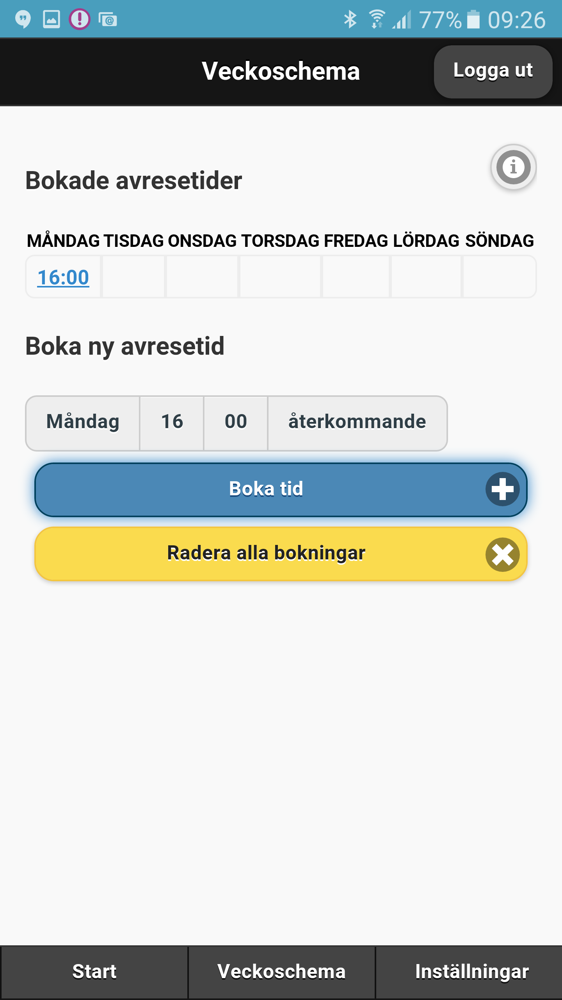 77% 09:26
Veckoschema
Logga ut
Bokade avresetider
MÅNDAG TISDAG ONSDAG TORSDAG FREDAG LÖRDAG SÖNDAG
16:00
Boka ny avresetid
Måndag 16 00 återkommande
Boka tid
Radera alla bokningar
Start Veckoschema Inställningar